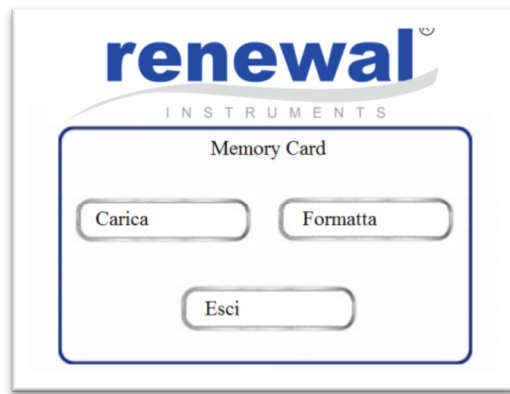 renewal®
INSTRUMENTS
Memory Card
Carica Formatta
Esci